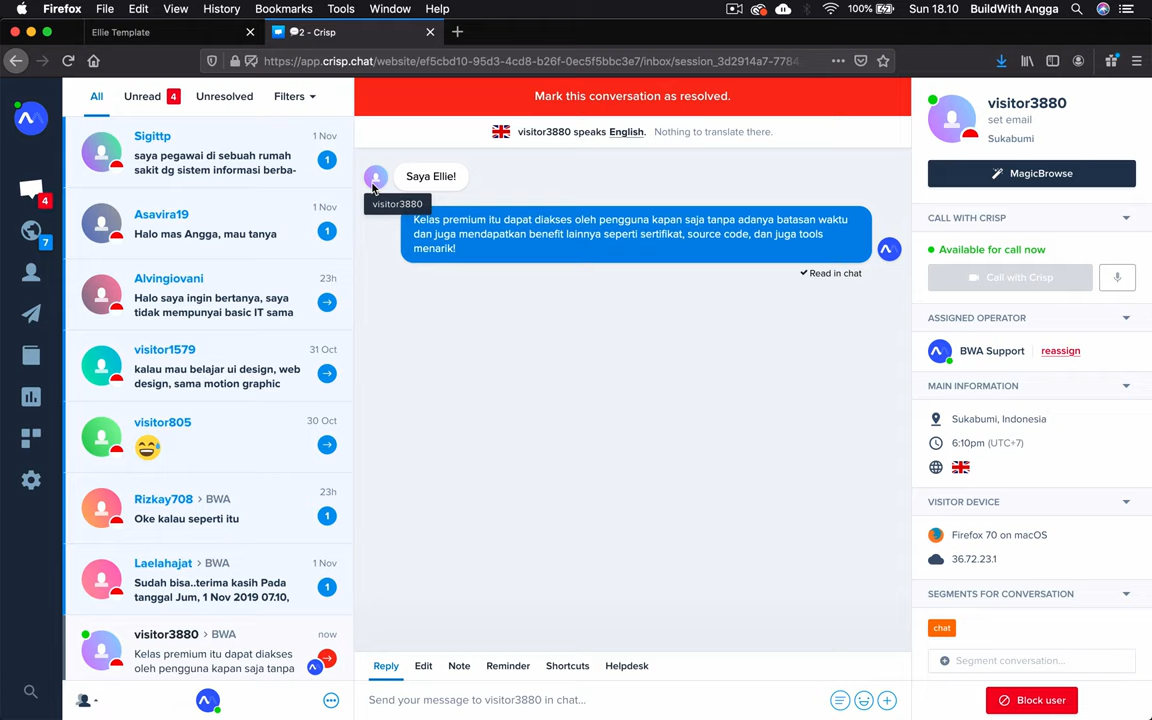 Firefox File Edit View History Bookmarks Tools Window Help
100% Sun 18.10 BuildWith Angga
Ellie Template
2 - Crisp
https://app.crisp.chat/website/ef5cbd10-95d3-4cd8-b26f-0ec5f5bbc3e7/inbox/session_3d2914a7-7784
All Unread 4 Unresolved Filters
Mark this conversation as resolved.
visitor3880 speaks English. Nothing to translate there.
4
7
Sigittp 1 Nov
saya pegawai di sebuah rumah
sakit dg sistem informasi berba-
1
Asavira19 1 Nov
Halo mas Angga, mau tanya
1
Alvingiovani 23h
Halo saya ingin bertanya, saya
tidak mempunyai basic IT sama
visitor1579 31 Oct
kalau mau belajar ui design, web
design, sama motion graphic
visitor805 30 Oct
Rizkay708 > BWA 23h
Oke kalau seperti itu
1
Laelahajat > BWA 1 Nov
Sudah bisa..terima kasih Pada
tanggal Jum, 1 Nov 2019 07.10,
1
visitor3880 > BWA now
Kelas premium itu dapat diakses
oleh pengguna kapan saja tanpa
Saya Ellie!
visitor3880
Kelas premium itu dapat diakses oleh pengguna kapan saja tanpa adanya batasan waktu
dan juga mendapatkan benefit lainnya seperti sertifikat, source code, dan juga tools
menarik!
Read in chat
Reply Edit Note Reminder Shortcuts Helpdesk
Send your message to visitor3880 in chat...
visitor3880
set email
Sukabumi
MagicBrowse
CALL WITH CRISP
Available for call now
Call with Crisp
ASSIGNED OPERATOR
BWA Support reassign
MAIN INFORMATION
Sukabumi, Indonesia
6:10pm (UTC+7)
VISITOR DEVICE
Firefox 70 on macOS
36.72.23.1
SEGMENTS FOR CONVERSATION
chat
Segment conversation...
Block user